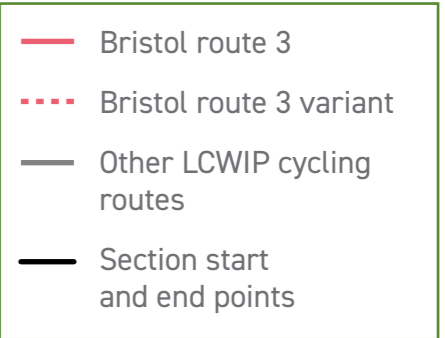 Bristol route 3
Bristol route 3 variant
Other LCWIP cycling
routes
Section start
and end points